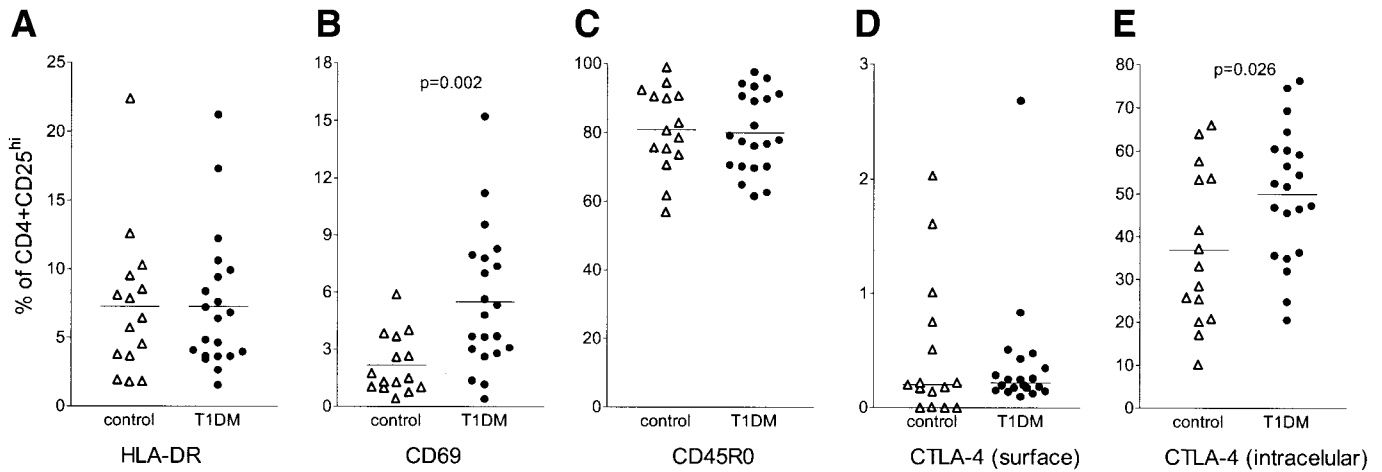 A
B
C
D
E
% of CD4+CD25hi
25
20
15
10
5
0
control
T1DM
HLA-DR
p=0.002
18
15
12
9
6
3
0
control
T1DM
CD69
100
80
60
40
20
0
control
T1DM
CD45R0
3
2
1
0
control
T1DM
CTLA-4 (surface)
p=0.026
80
70
60
50
40
30
20
10
0
control
T1DM
CTLA-4 (intracelular)